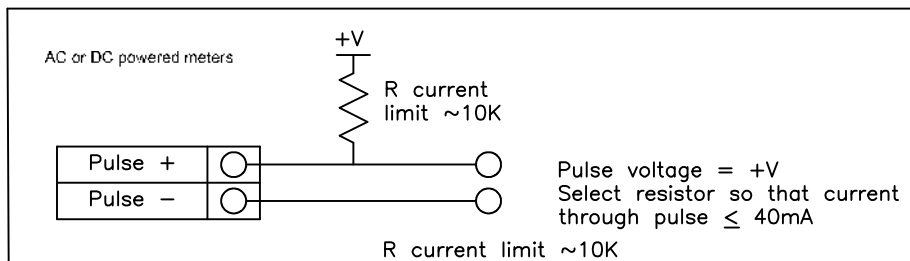 AC or DC powered meters
+V
R current
limit ~10K
Pulse +
Pulse −
Pulse voltage = +V
Select resistor so that current
through pulse ≤ 40mA
R current limit ~10K